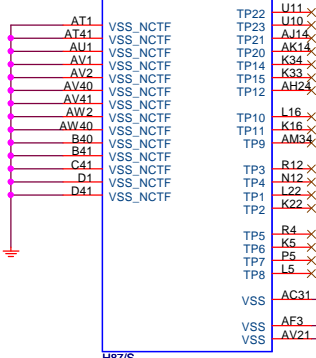 TP22 U11
AT1 VSS_NCTF TP23 U10
AT41 VSS_NCTF TP21 AJ14
AU1 VSS_NCTF TP20 AK14
AV1 VSS_NCTF TP14 K34
AV2 VSS_NCTF TP15 K33
AV40 VSS_NCTF TP12 AH24
AV41 VSS_NCTF
AW2 VSS_NCTF TP10 L16
AW40 VSS_NCTF TP11 K16
B40 VSS_NCTF TP9 AM34
B41 VSS_NCTF
C41 VSS_NCTF TP3 R12
D1 VSS_NCTF TP4 N12
D41 VSS_NCTF TP1 L22
TP2 K22
TP5 R4
TP6 K5
TP7 P5
TP8 L5
VSS AC31
VSS AF3
VSS AV21
H87/S